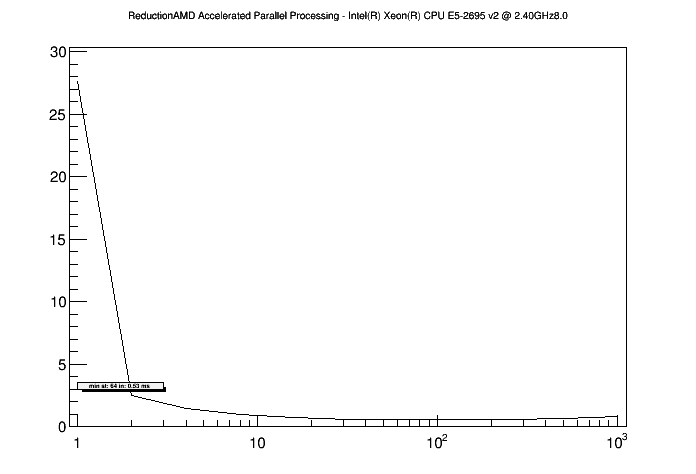 ReductionAMD Accelerated Parallel Processing - Intel(R) Xeon(R) CPU E5-2695 v2 @ 2.40GHz8.0
30
25
20
15
10
5
min at: 64 in: 0.53 ms
0
1 10 10² 10³